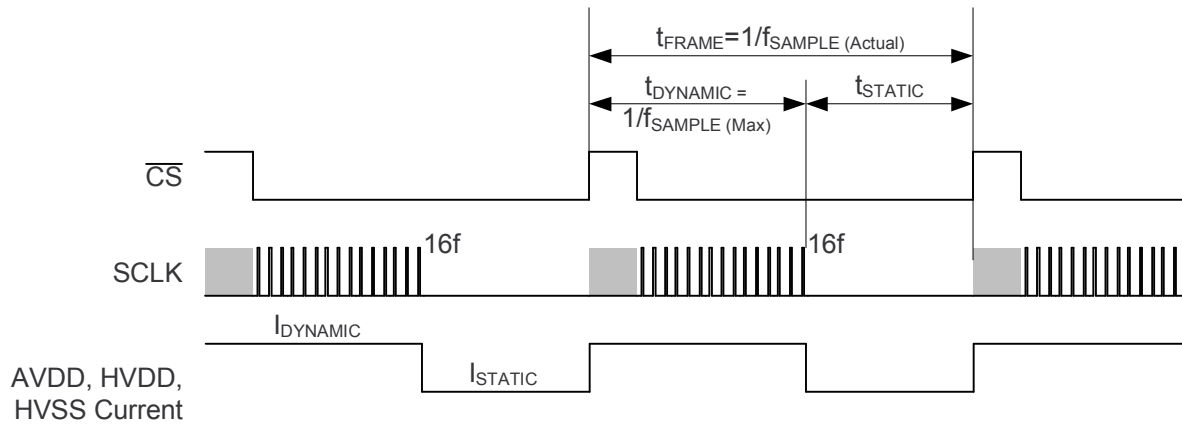 tFRAME=1/fSAMPLE (Actual)
tDYNAMIC =
1/fSAMPLE (Max)
tSTATIC
CS
16f
16f
SCLK
IDYNAMIC
ISTATIC
AVDD, HVDD,
HVSS Current